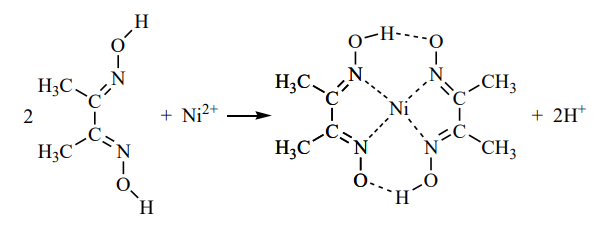 H
O
N
H₃C
C
2 + Ni²⁺
C
H₃C
N
O
H
O H O
N N
H₃C C C CH₃
Ni + 2H⁺
H₃C C C CH₃
N N
O H O